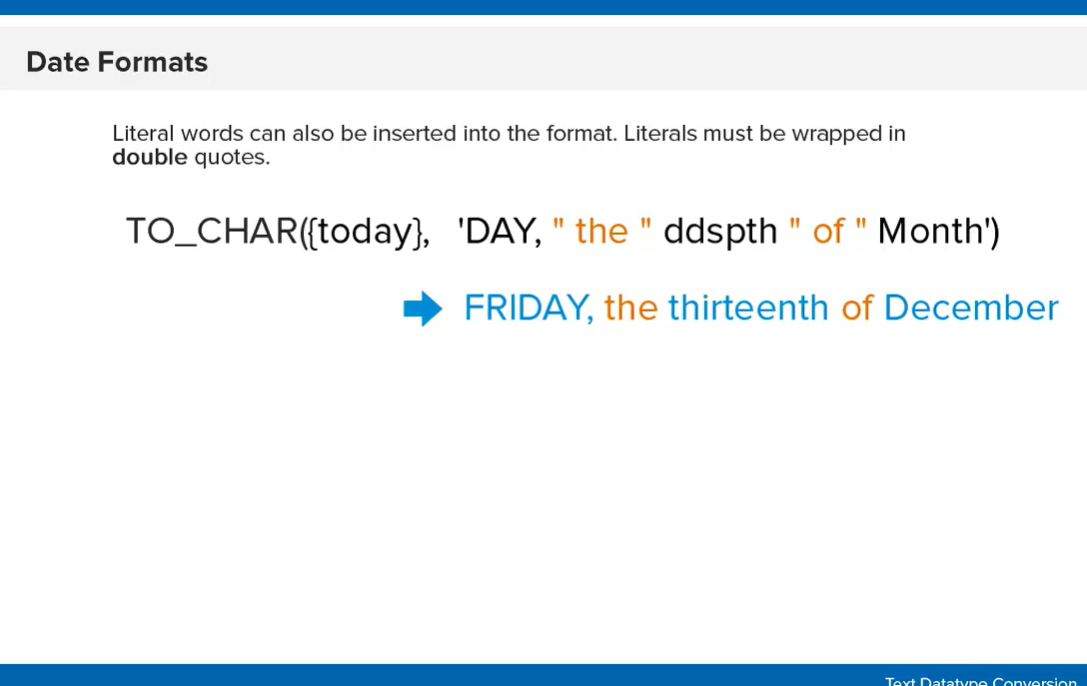 Date Formats
Literal words can also be inserted into the format. Literals must be wrapped in
double quotes.
TO_CHAR({today}, 'DAY, " the " ddspth " of " Month')
FRIDAY, the thirteenth of December
Text Datatype Conversion